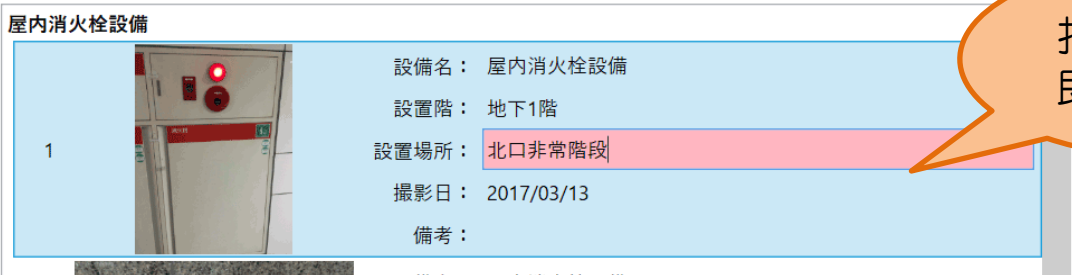 屋内消火栓設備
1
設備名： 屋内消火栓設備
設置階： 地下1階
設置場所： 北口非常階段
撮影日： 2017/03/13
備考：